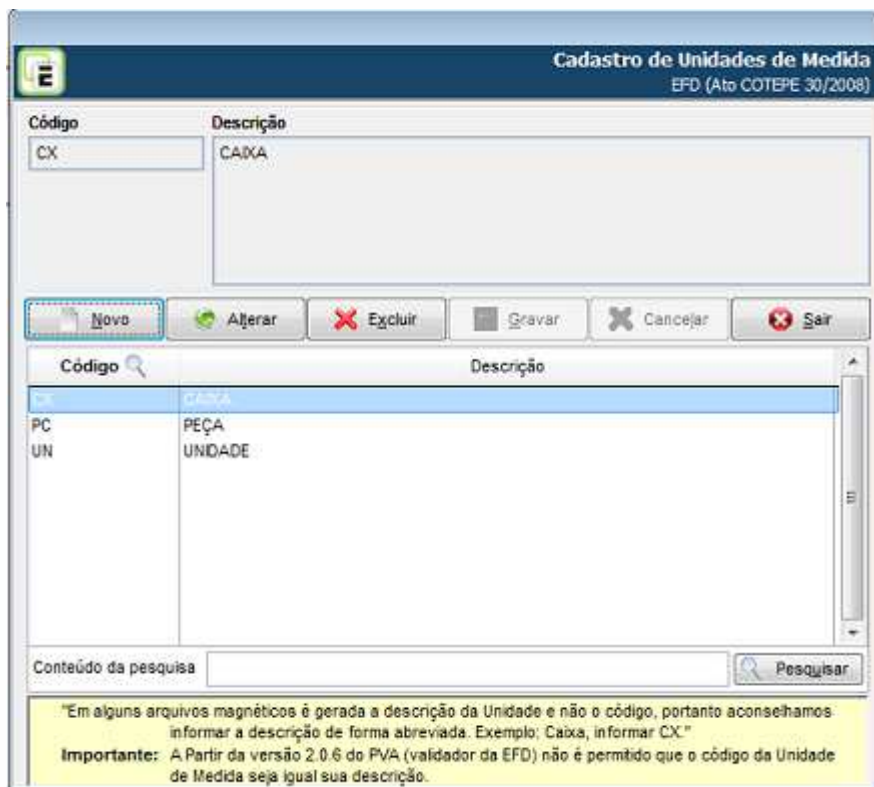 Cadastro de Unidades de Medida
EFD (Ato COTEPE 30/2008)
Código Descrição
CX CAIXA
Novo Alterar Excluir Gravar Cancelar Sair
Código Descrição
CX CAIXA
PC PEÇA
UN UNIDADE
Conteúdo da pesquisa Pesquisar
"Em alguns arquivos magnéticos é gerada a descrição da Unidade e não o código, portanto aconselhamos
informar a descrição de forma abreviada. Exemplo; Caixa, informar CX."
Importante: A Partir da versão 2.0.6 do PVA (validador da EFD) não é permitido que o código da Unidade
de Medida seja igual sua descrição.